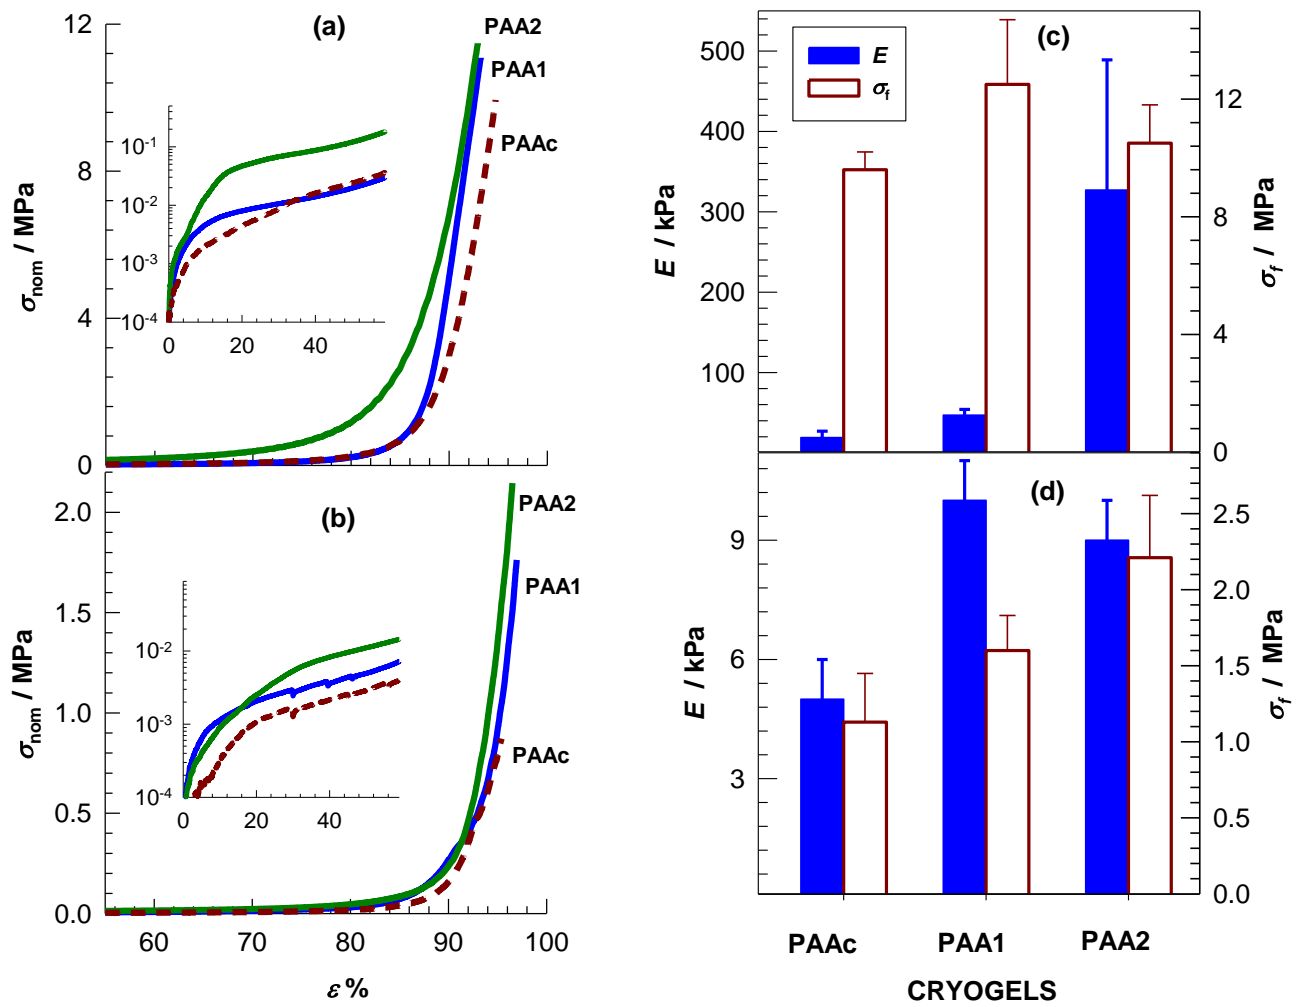 (a)
PAA2
PAA1
PAAc
12
8
4
0
σnom / MPa
10-1
10-2
10-3
10-4
0 20 40
(b)
PAA2
PAA1
PAAc
2.0
1.5
1.0
0.5
0.0
σnom / MPa
10-2
10-3
10-4
0 20 40
60 70 80 90 100
ε %
(c)
E
σf
500
400
300
200
100
E / kPa
12
8
4
0
σf / MPa
(d)
9
6
3
E / kPa
2.5
2.0
1.5
1.0
0.5
0.0
σf / MPa
PAAc PAA1 PAA2
CRYOGELS